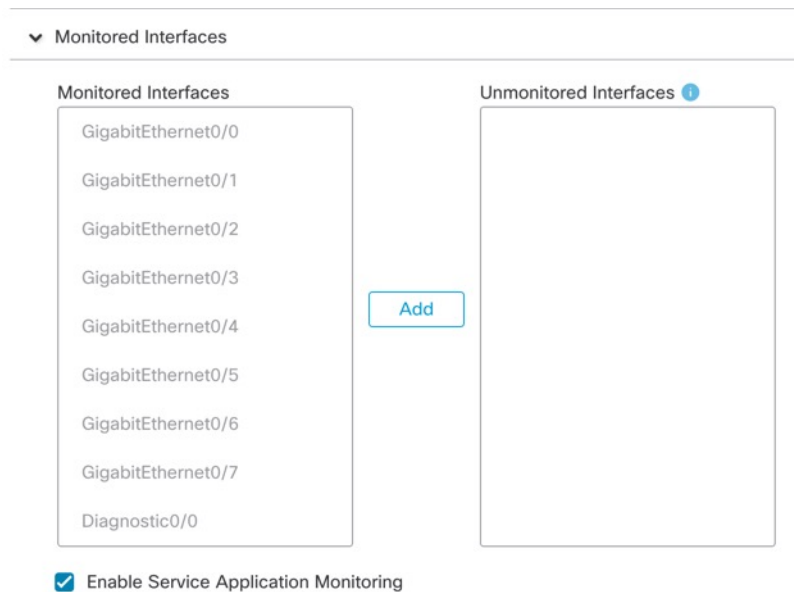 Monitored Interfaces
Monitored Interfaces
Unmonitored Interfaces
GigabitEthernet0/0
GigabitEthernet0/1
GigabitEthernet0/2
GigabitEthernet0/3
GigabitEthernet0/4
GigabitEthernet0/5
GigabitEthernet0/6
GigabitEthernet0/7
Diagnostic0/0
Add
Enable Service Application Monitoring